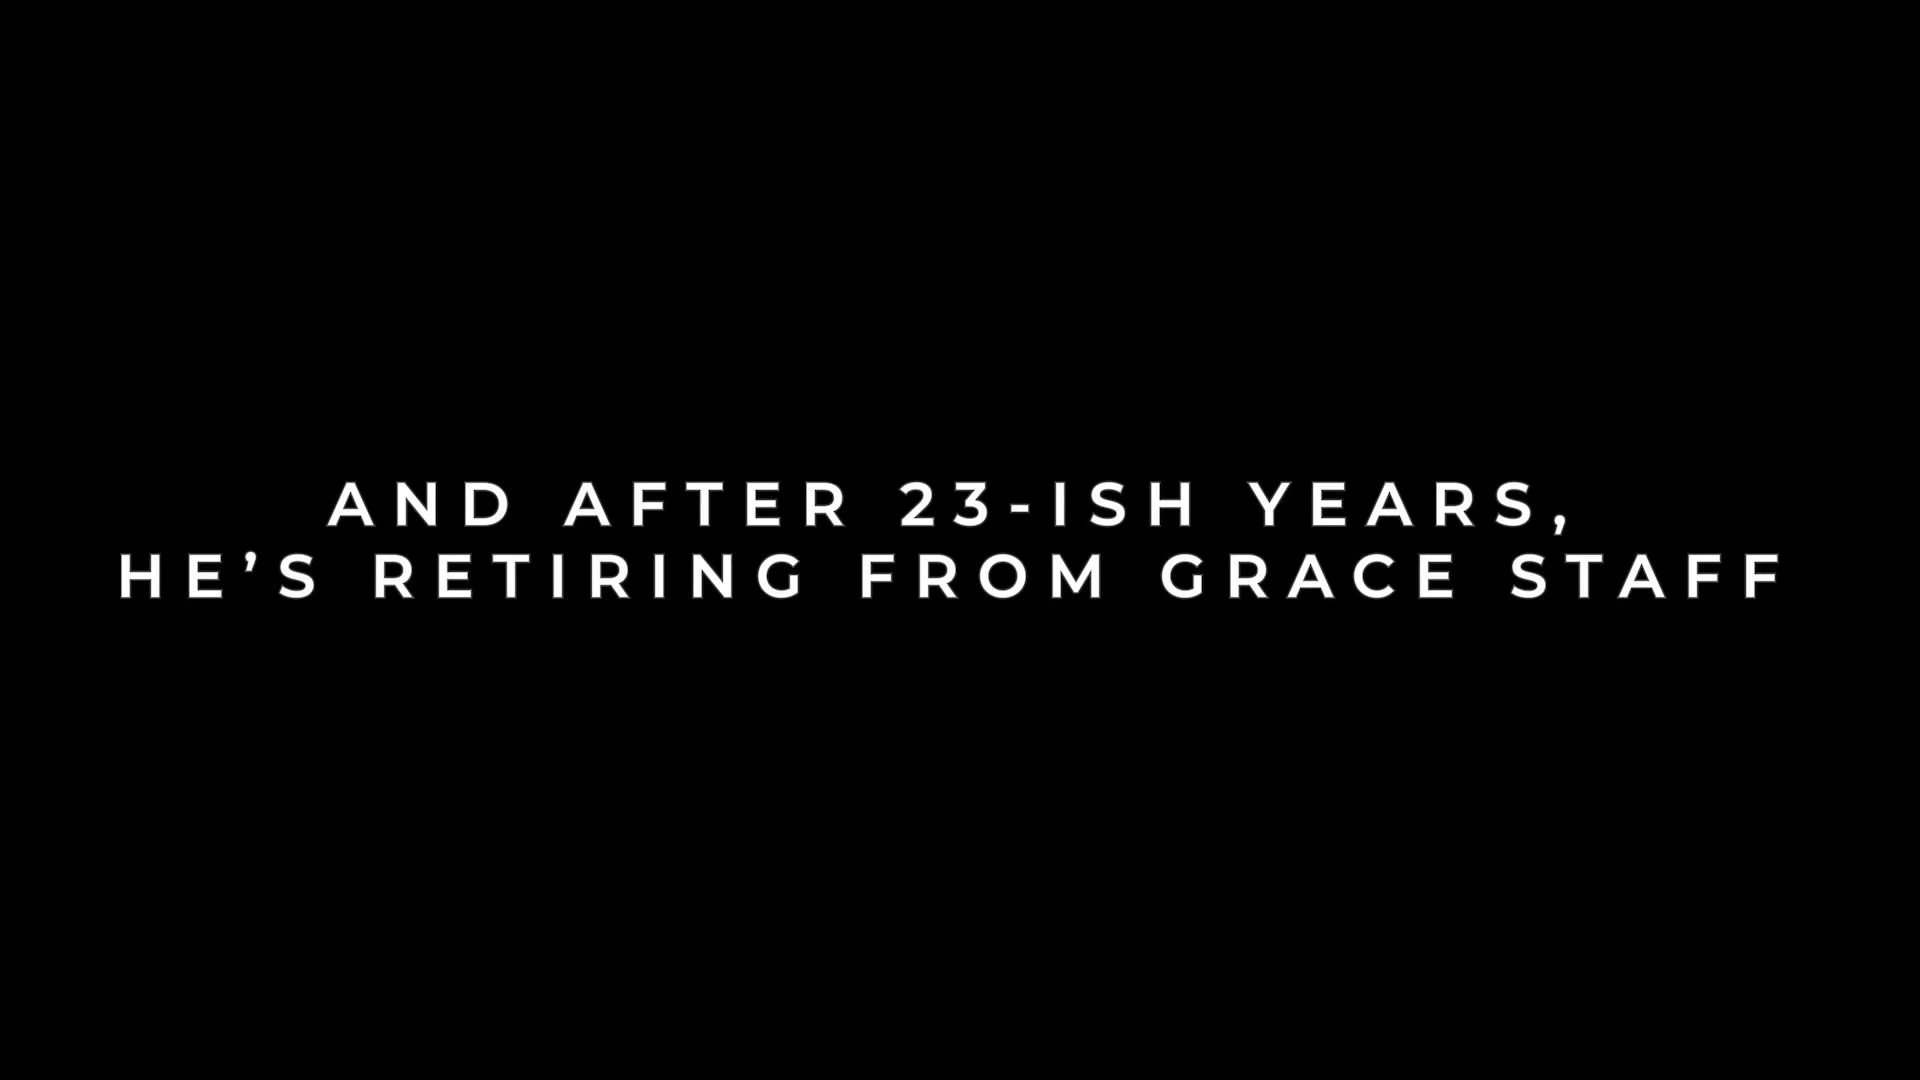 AND AFTER 23-ISH YEARS,
HE’S RETIRING FROM GRACE STAFF